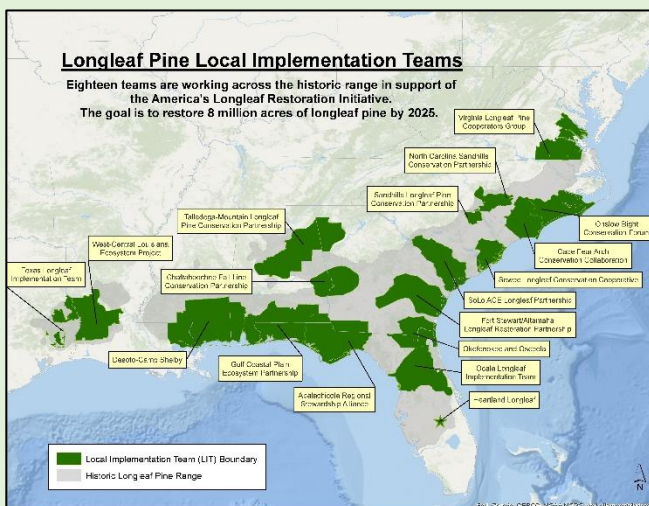 Longleaf Pine Local Implementation Teams
Eighteen teams are working across the historic range in support of
the America's Longleaf Restoration Initiative.
The goal is to restore 8 million acres of longleaf pine by 2025.
Virginia Longleaf Pine
Cooperators Group
North Carolina Sandhills
Conservation Partnership
Sandhills Longleaf Pine
Conservation Partnership
Talladega-Mountain Longleaf
Pine Conservation Partnership
Onslow Bight
Conservation Forum
West-Central Louisiana
Ecosystem Project
Cape Fear Arch
Conservation Collaboration
Texas Longleaf
Implementation Team
Chattahoochee Fall Line
Conservation Partnership
Sewee Longleaf Conservation Cooperative
SoLoACE Longleaf Partnership
Fort Stewart/Altamaha
Longleaf Restoration Partnership
Desoto-Camp Shelby
Okefenokee and Osceola
Gulf Coastal Plain
Ecosystem Partnership
Ocala Longleaf
Implementation Team
Apalachicola Regional
Stewardship Alliance
Heartland Longleaf
Local Implementation Team (LIT) Boundary
Historic Longleaf Pine Range
N